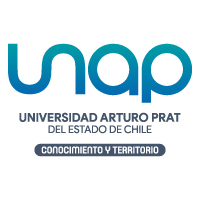 unap
UNIVERSIDAD ARTURO PRAT
DEL ESTADO DE CHILE
CONOCIMIENTO Y TERRITORIO